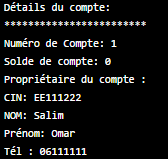 Détails du compte:
************************
Numéro de Compte: 1
Solde de compte: 0
Propriétaire du compte :
CIN: EE111222
NOM: Salim
Prénom: Omar
Tél : 06111111